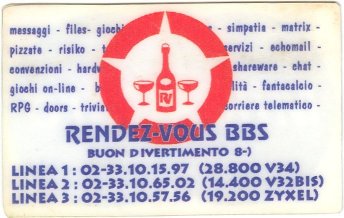 messaggi - files- giochi - simpatia - matrix -
pizzate - risiko - t servizi - echomail
convenzioni - hardw shareware - chat -
giochi on-line - b alità - fantacalcio -
RPG - doors - trivia corriere telematico -
RV
RENDEZ-VOUS BBS
BUON DIVERTIMENTO 8-)
LINEA 1 : 02-33.10.15.97 (28.800 V34)
LINEA 2 : 02-33.10.65.02 (14.400 V32BIS)
LINEA 3 : 02-33.10.57.56 (19.200 ZYXEL)